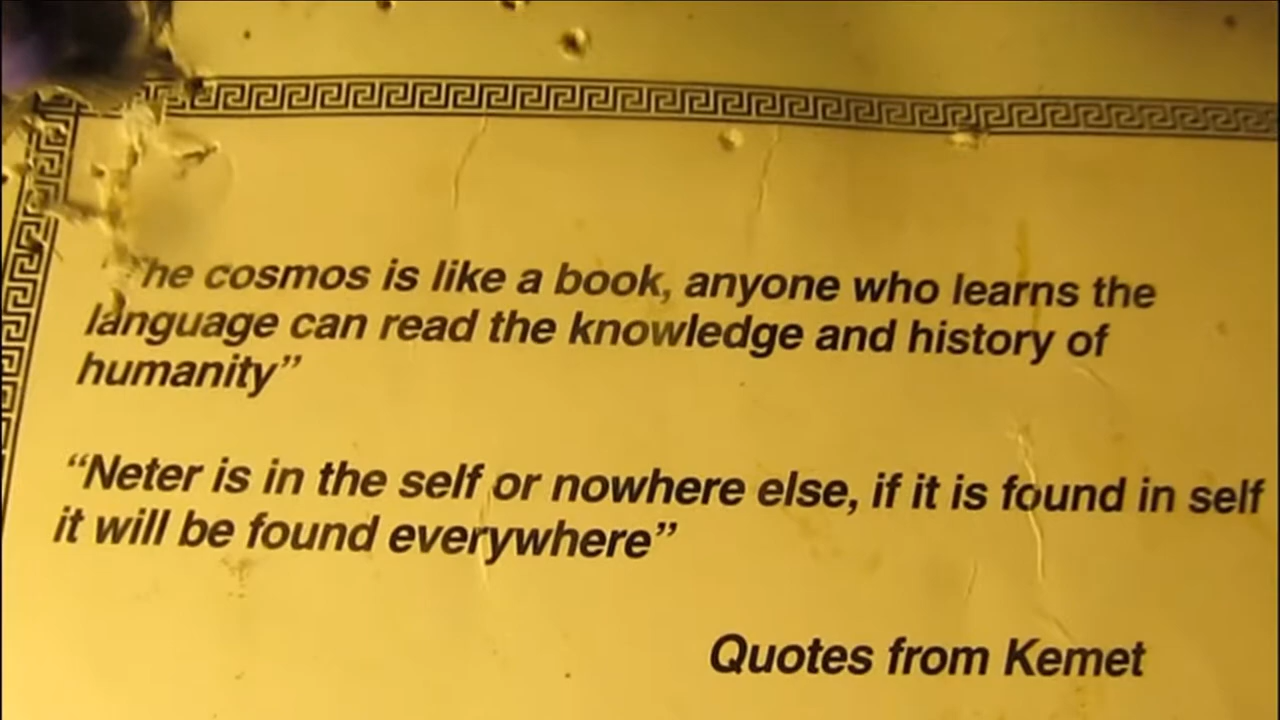 he cosmos is like a book, anyone who learns the
language can read the knowledge and history of
humanity”
“Neter is in the self or nowhere else, if it is found in self
it will be found everywhere”
Quotes from Kemet